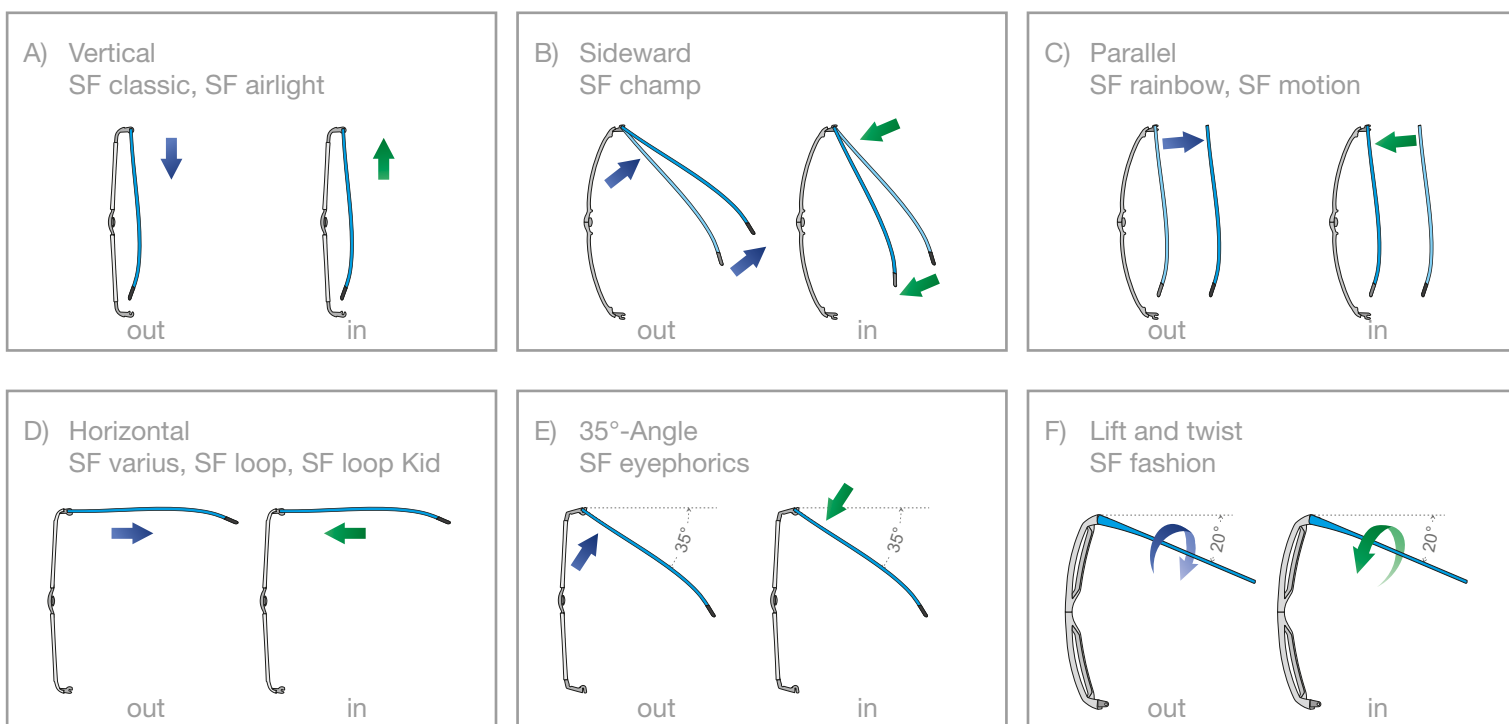 A) Vertical
SF classic, SF airlight
out in
B) Sideward
SF champ
out in
C) Parallel
SF rainbow, SF motion
out in
D) Horizontal
SF varius, SF loop, SF loop Kid
out in
E) 35°-Angle
SF eyephorics
35° 35°
out in
F) Lift and twist
SF fashion
20° 20°
out in